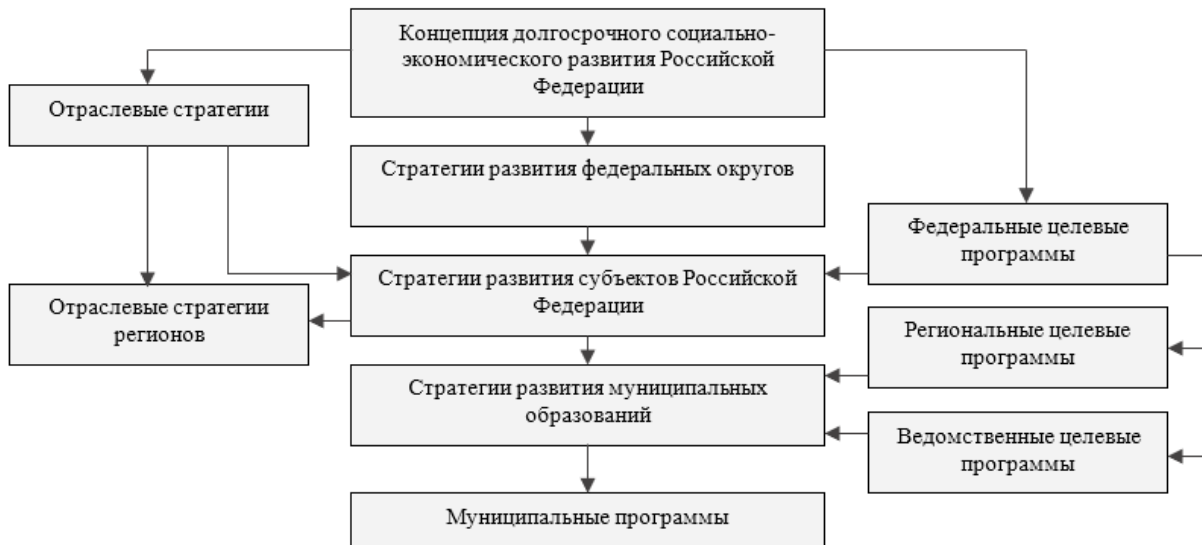 Концепция долгосрочного социально-
экономического развития Российской
Федерации
Отраслевые стратегии
Стратегии развития федеральных округов
Федеральные целевые
программы
Стратегии развития субъектов Российской
Федерации
Отраслевые стратегии
регионов
Региональные целевые
программы
Стратегии развития муниципальных
образований
Ведомственные целевые
программы
Муниципальные программы